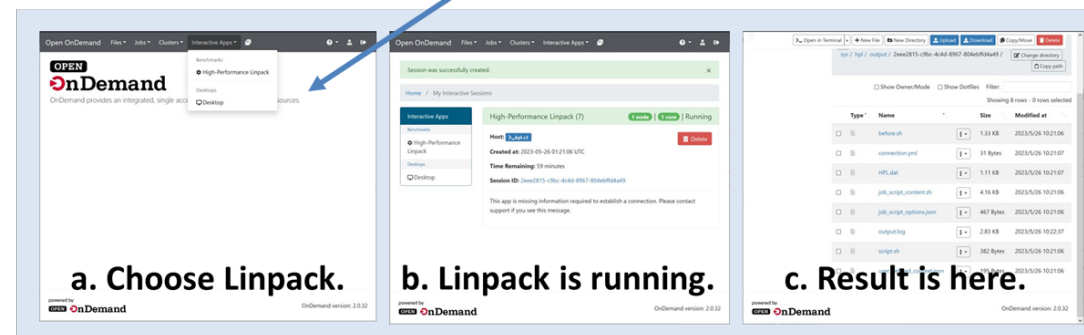 Open OnDemand Files Jobs Clusters Interactive Apps
Benchmarks
High-Performance Linpack
Desktops
Desktop
OPEN
OnDemand
OnDemand provides an integrated, single acc
a. Choose Linpack.
powered by
OPEN OnDemand
OnDemand version: 2.0.32
Open OnDemand Files Jobs Clusters Interactive Apps
Session was successfully created. ×
Home / My Interactive Sessions
Interactive Apps
Benchmarks
High-Performance Linpack
Desktops
Desktop
High-Performance Linpack (7) 1 node | 1 core | Running
Host: Delete
Created at: 2023-05-26 01:21:06 UTC
Time Remaining: 59 minutes
Session ID:
This app is missing information required to establish a connection. Please contact
support if you see this message.
b. Linpack is running.
powered by
OPEN OnDemand
OnDemand version: 2.0.32
>_ Open in Terminal + New File New Directory Upload Download Copy/Move Delete
Change directory
Copy path
Show Owner/Mode Show Dotfiles Filter:
Showing 8 rows - 0 rows selected
Type Name Size Modified at
before.sh 1.33 KB 2023/5/26 10:21:06
connection.yml 31 Bytes 2023/5/26 10:21:07
HPL.dat 1.11 KB 2023/5/26 10:21:07
job_script_content.sh 4.16 KB 2023/5/26 10:21:06
job_script_options.json 467 Bytes 2023/5/26 10:21:06
output.log 2.83 KB 2023/5/26 10:22:37
script.sh 382 Bytes 2023/5/26 10:21:06
195 Bytes 2023/5/26 10:21:06
c. Result is here.
powered by
OPEN OnDemand
OnDemand version: 2.0.32